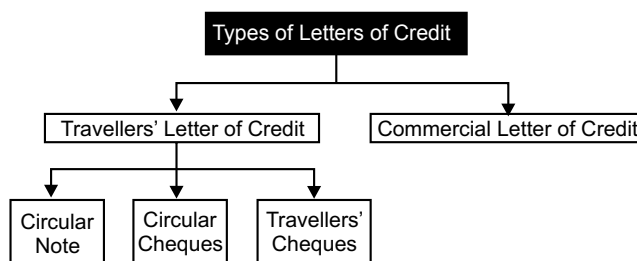 Types of Letters of Credit
Travellers’ Letter of Credit
Commercial Letter of Credit
Circular
Note
Circular
Cheques
Travellers’
Cheques